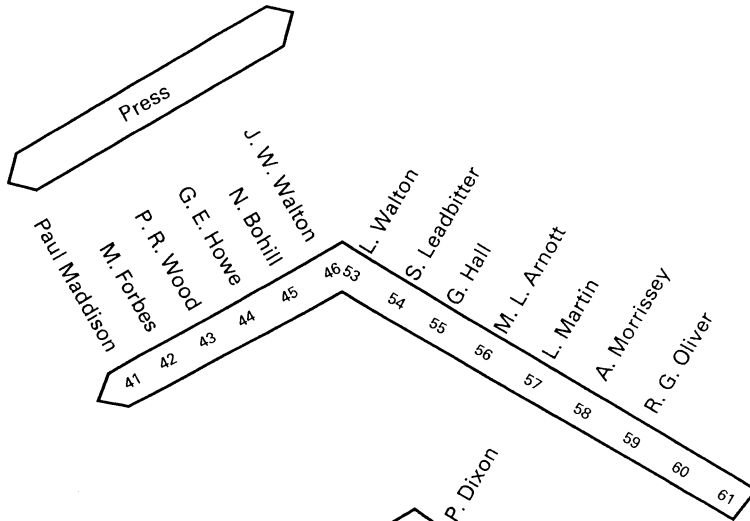 Press
Paul Maddison
M. Forbes
P. R. Wood
G. E. Howe
N. Bohill
J. W. Walton
L. Walton
S. Leadbitter
G. Hall
M. L. Arnott
L. Martin
A. Morrissey
R. G. Oliver
41
42
43
44
45
46
53
54
55
56
57
58
59
60
61
P. Dixon